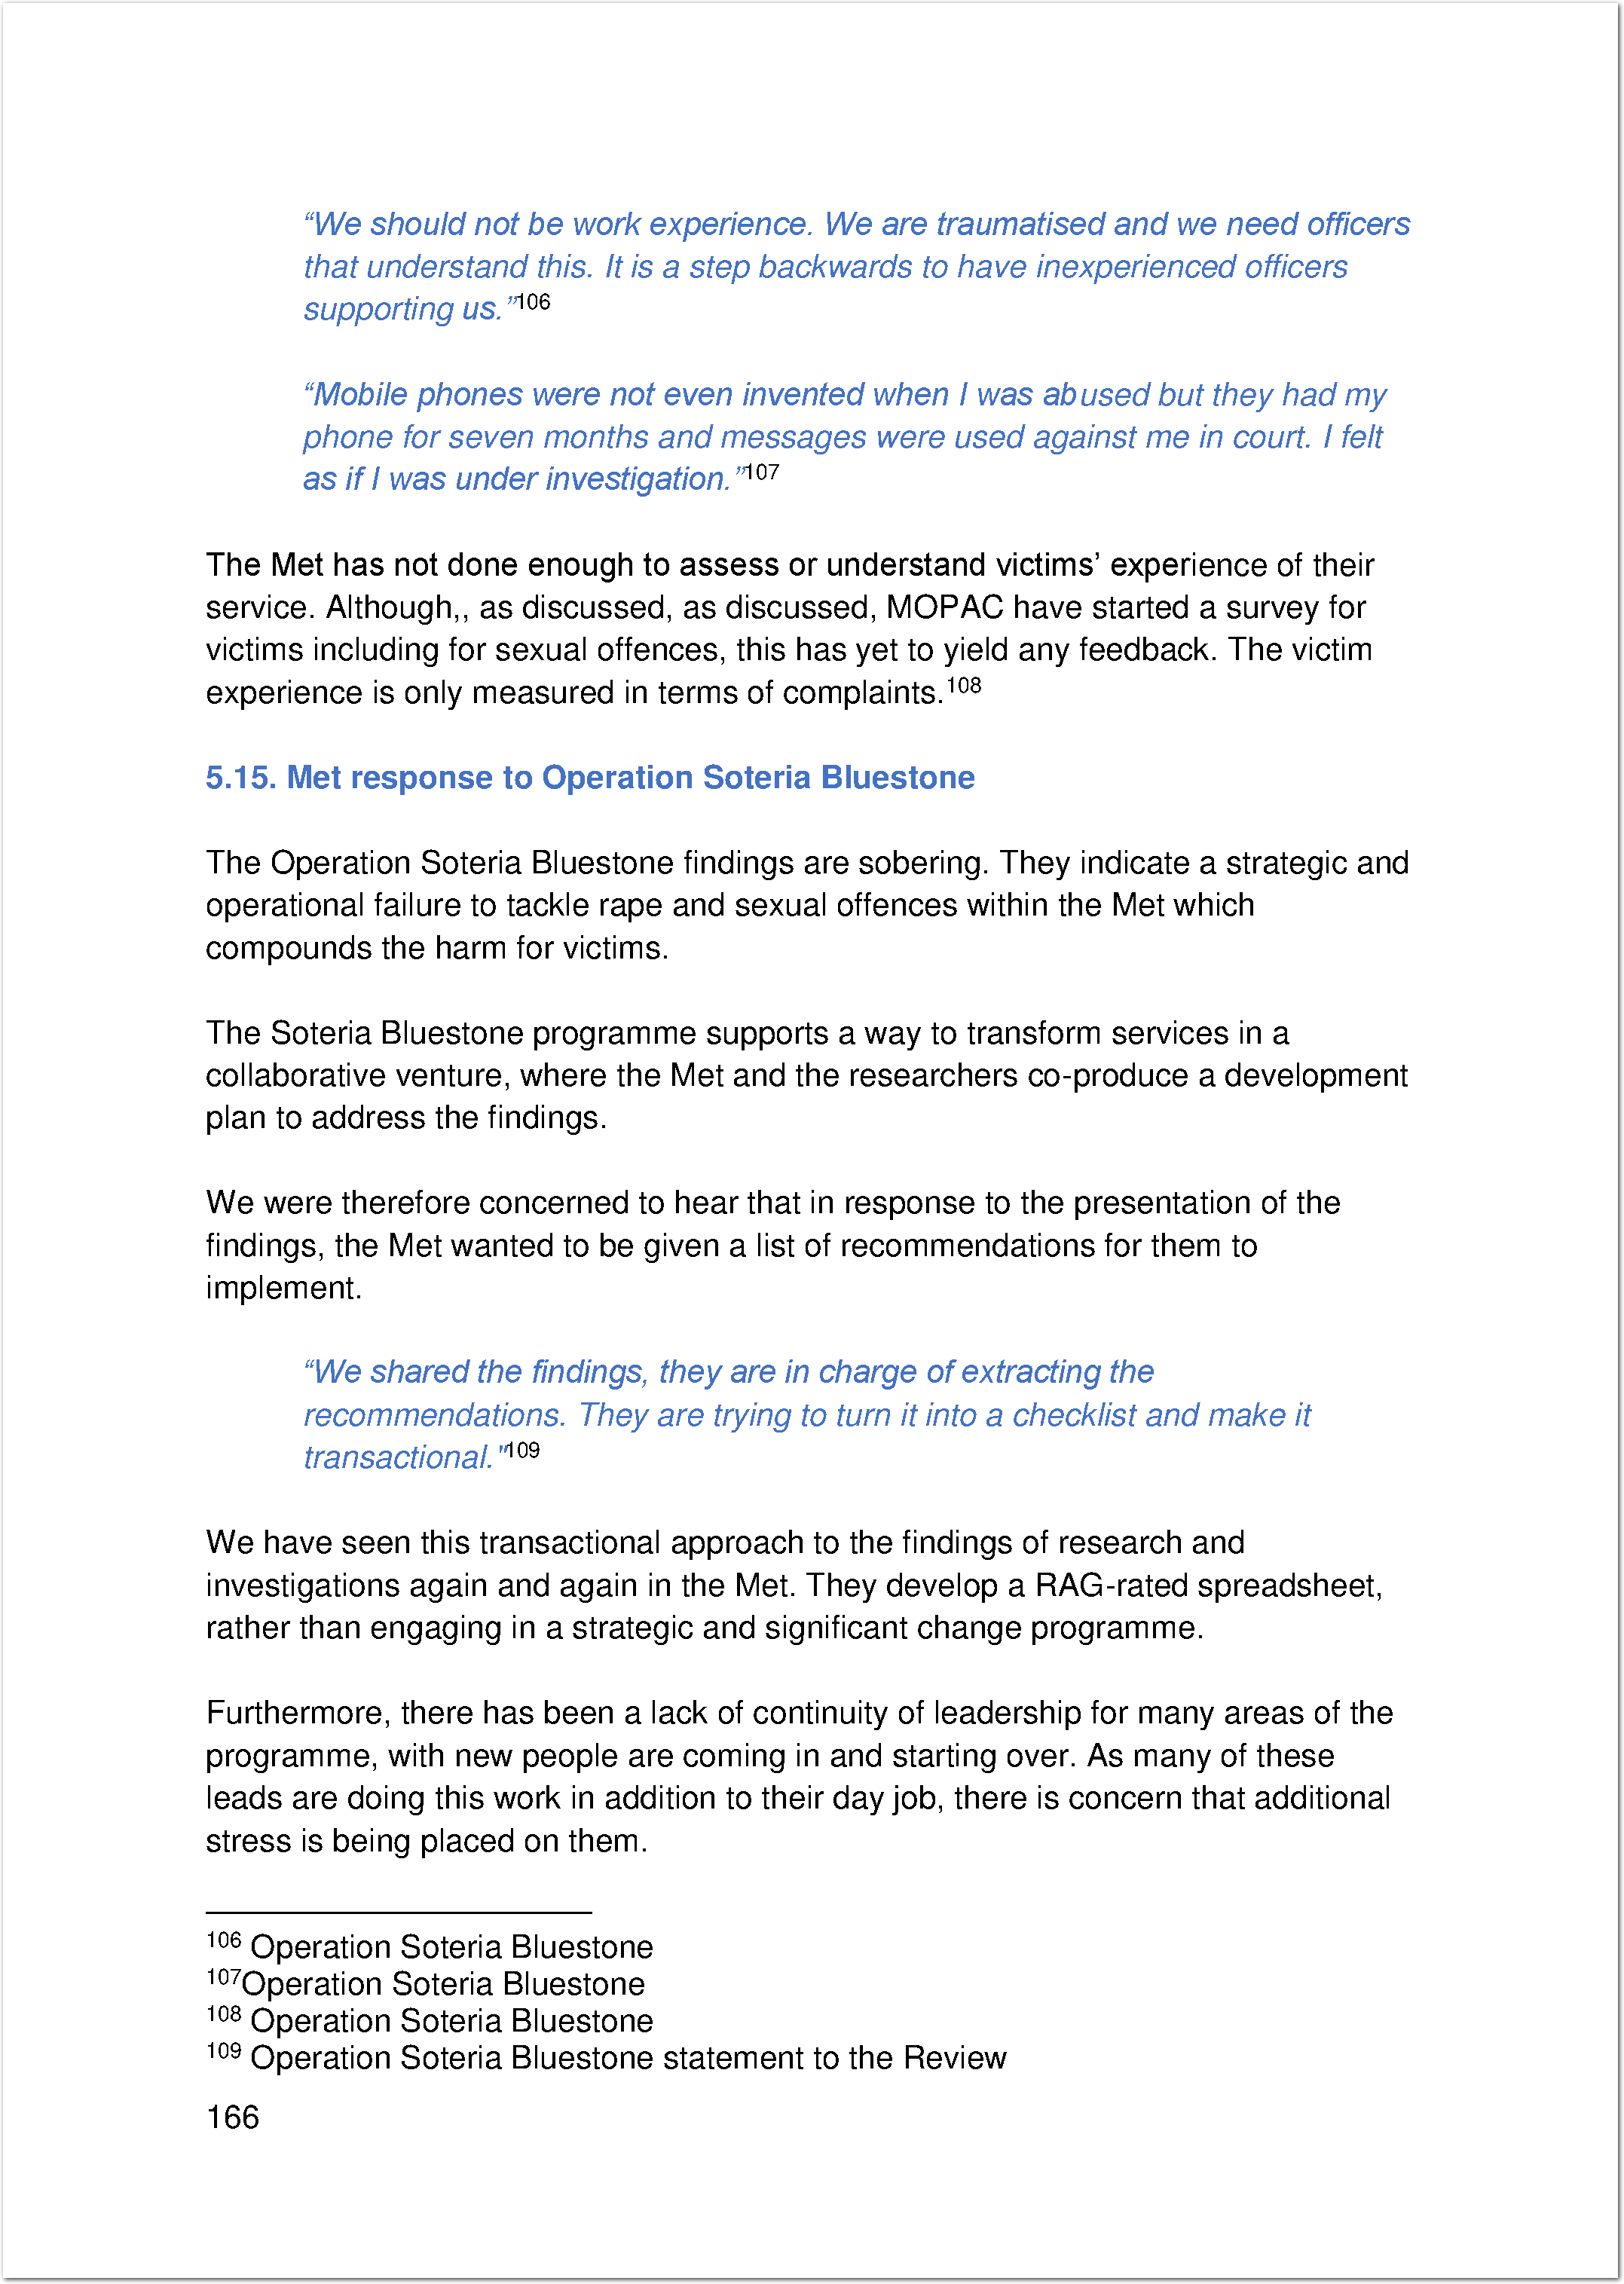 “We should not be work experience. We are traumatised and we need officers
that understand this. It is a step backwards to have inexperienced officers
supporting us.”106
“Mobile phones were not even invented when I was abused but they had my
phone for seven months and messages were used against me in court. I felt
as if I was under investigation.”107
The Met has not done enough to assess or understand victims’ experience of their
service. Although,, as discussed, as discussed, MOPAC have started a survey for
victims including for sexual offences, this has yet to yield any feedback. The victim
experience is only measured in terms of complaints.108
5.15. Met response to Operation Soteria Bluestone
The Operation Soteria Bluestone findings are sobering. They indicate a strategic and
operational failure to tackle rape and sexual offences within the Met which
compounds the harm for victims.
The Soteria Bluestone programme supports a way to transform services in a
collaborative venture, where the Met and the researchers co-produce a development
plan to address the findings.
We were therefore concerned to hear that in response to the presentation of the
findings, the Met wanted to be given a list of recommendations for them to
implement.
“We shared the findings, they are in charge of extracting the
recommendations. They are trying to turn it into a checklist and make it
transactional."109
We have seen this transactional approach to the findings of research and
investigations again and again in the Met. They develop a RAG-rated spreadsheet,
rather than engaging in a strategic and significant change programme.
Furthermore, there has been a lack of continuity of leadership for many areas of the
programme, with new people are coming in and starting over. As many of these
leads are doing this work in addition to their day job, there is concern that additional
stress is being placed on them.
106 Operation Soteria Bluestone
107Operation Soteria Bluestone
108 Operation Soteria Bluestone
109 Operation Soteria Bluestone statement to the Review
166